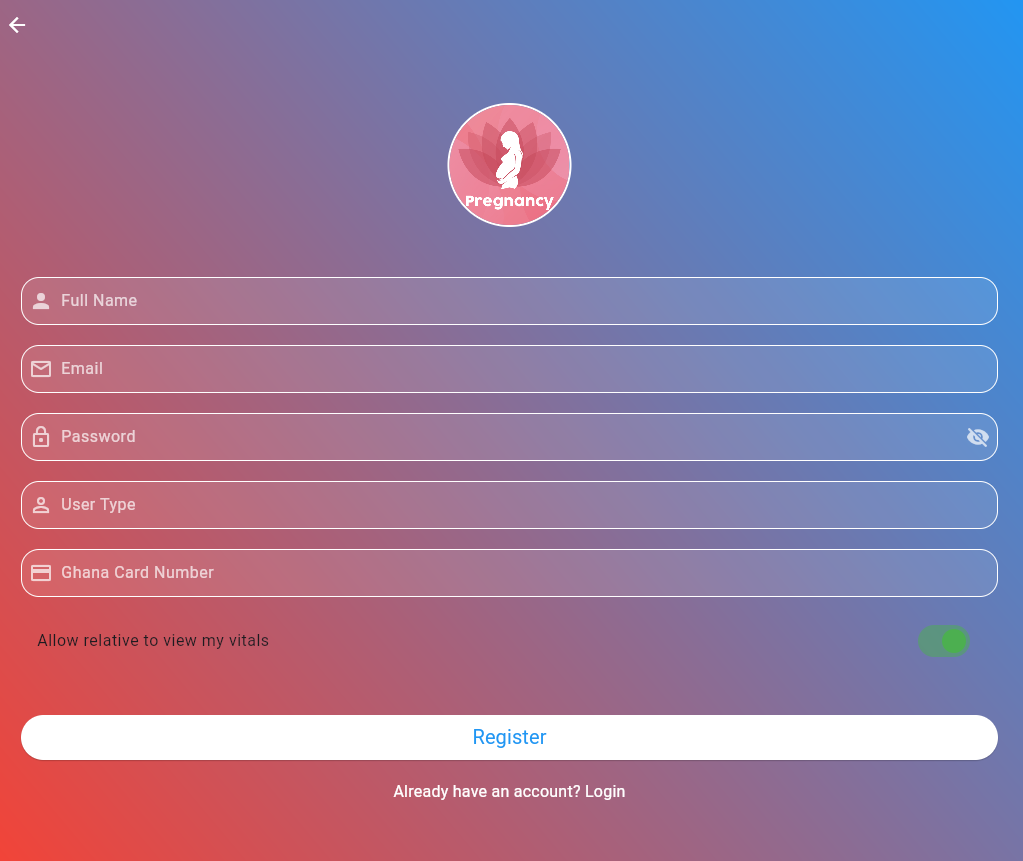 Pregnancy
Full Name
Email
Password
User Type
Ghana Card Number
Allow relative to view my vitals
Register
Already have an account? Login